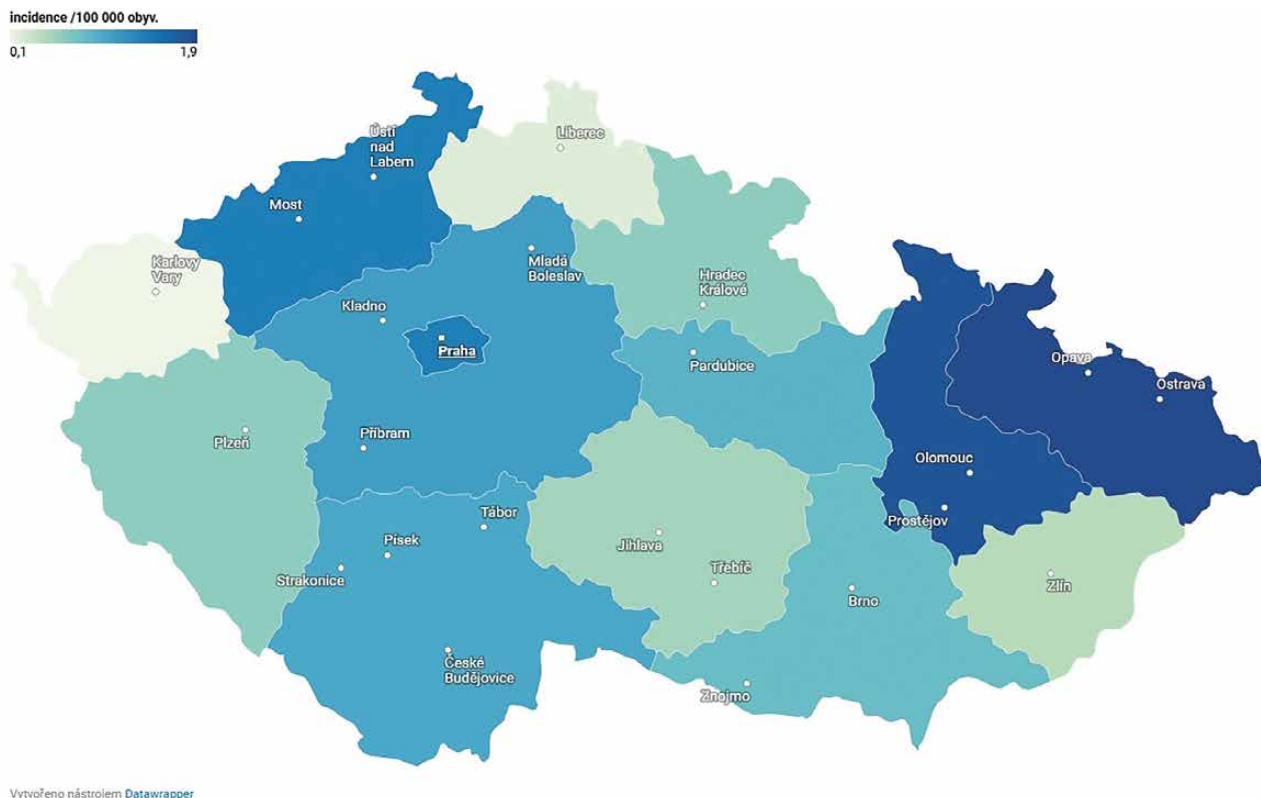 incidence /100 000 obyv.
0,1 1,9
Ústí
nad
Labem
Liberec
Most
Karlovy
Vary
Mladá
Boleslav
Kladno
Hradec
Králové
Praha
Pardubice
Opava
Ostrava
Plzeň
Příbram
Olomouc
Prostějov
Tábor
Písek
Strakonice
Jihlava
Třebíč
Brno
Zlín
České
Budějovice
Znojmo
Vytvořeno nástrojem Datawrapper